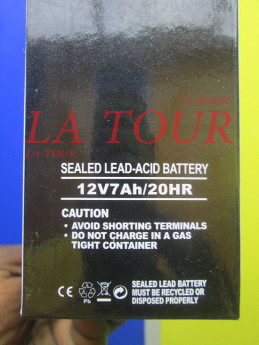 LA TOUR
LA TOUR
LA TOUR
SEALED LEAD-ACID BATTERY
12V7Ah/20HR
CAUTION
• AVOID SHORTING TERMINALS
• DO NOT CHARGE IN A GAS
TIGHT CONTAINER
CE Pb
SEALED LEAD BATTERY
MUST BE RECYCLED OR
DISPOSED PROPERLY